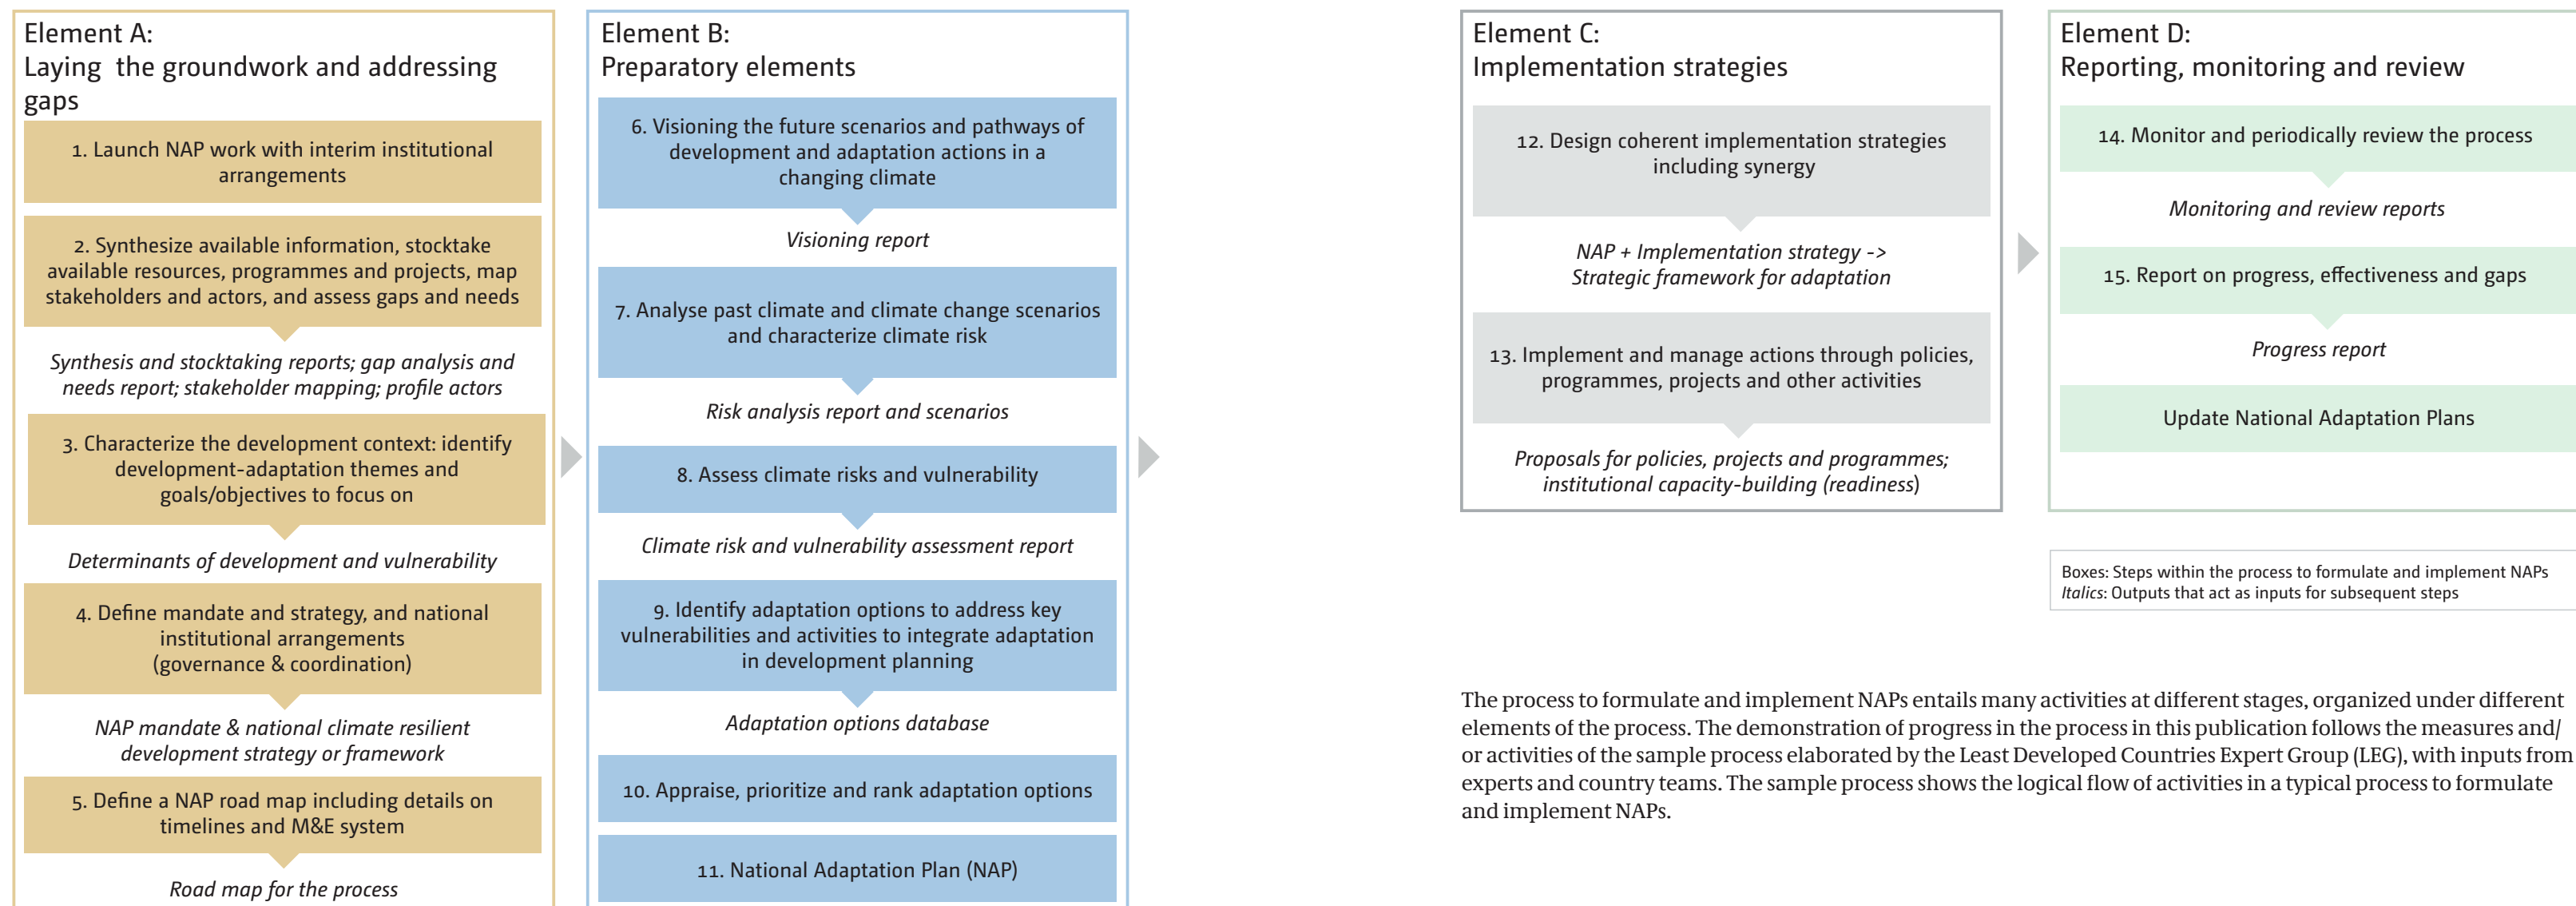 Element A:
Laying the groundwork and addressing
gaps
1. Launch NAP work with interim institutional
arrangements
2. Synthesize available information, stocktake
available resources, programmes and projects, map
stakeholders and actors, and assess gaps and needs
Synthesis and stocktaking reports; gap analysis and
needs report; stakeholder mapping; profile actors
3. Characterize the development context: identify
development-adaptation themes and
goals/objectives to focus on
Determinants of development and vulnerability
4. Define mandate and strategy, and national
institutional arrangements
(governance & coordination)
NAP mandate & national climate resilient
development strategy or framework
5. Define a NAP road map including details on
timelines and M&E system
Road map for the process
Element B:
Preparatory elements
6. Visioning the future scenarios and pathways of
development and adaptation actions in a
changing climate
Visioning report
7. Analyse past climate and climate change scenarios
and characterize climate risk
Risk analysis report and scenarios
8. Assess climate risks and vulnerability
Climate risk and vulnerability assessment report
9. Identify adaptation options to address key
vulnerabilities and activities to integrate adaptation
in development planning
Adaptation options database
10. Appraise, prioritize and rank adaptation options
11. National Adaptation Plan (NAP)
Element C:
Implementation strategies
12. Design coherent implementation strategies
including synergy
NAP + Implementation strategy ->
Strategic framework for adaptation
13. Implement and manage actions through policies,
programmes, projects and other activities
Proposals for policies, projects and programmes;
institutional capacity-building (readiness)
Element D:
Reporting, monitoring and review
14. Monitor and periodically review the process
Monitoring and review reports
15. Report on progress, effectiveness and gaps
Progress report
Update National Adaptation Plans
Boxes: Steps within the process to formulate and implement NAPs
Italics: Outputs that act as inputs for subsequent steps
The process to formulate and implement NAPs entails many activities at different stages, organized under different
elements of the process. The demonstration of progress in the process in this publication follows the measures and/
or activities of the sample process elaborated by the Least Developed Countries Expert Group (LEG), with inputs from
experts and country teams. The sample process shows the logical flow of activities in a typical process to formulate
and implement NAPs.